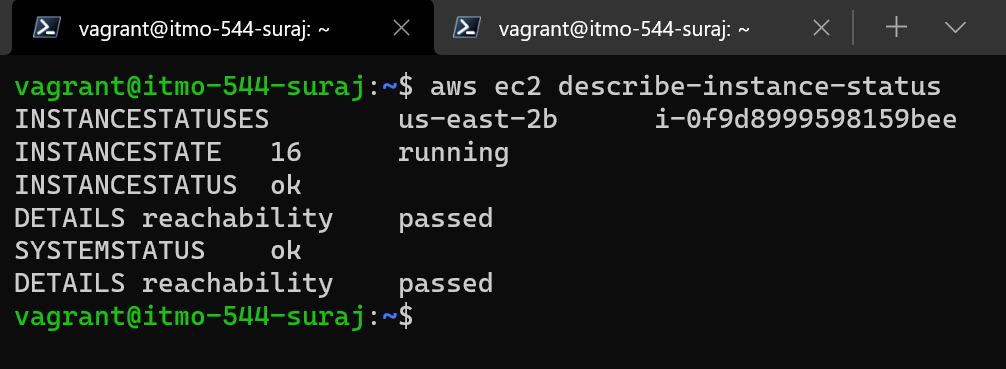 vagrant@itmo-544-suraj: ~
vagrant@itmo-544-suraj: ~
vagrant@itmo-544-suraj:~$ aws ec2 describe-instance-status
INSTANCESTATUSES us-east-2b i-0f9d8999598159bee
INSTANCESTATE 16 running
INSTANCESTATUS ok
DETAILS reachability passed
SYSTEMSTATUS ok
DETAILS reachability passed
vagrant@itmo-544-suraj:~$